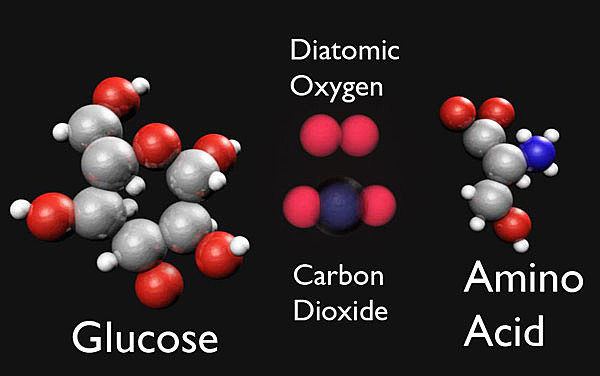 Diatomic
Oxygen
Carbon
Dioxide
Glucose
Amino
Acid